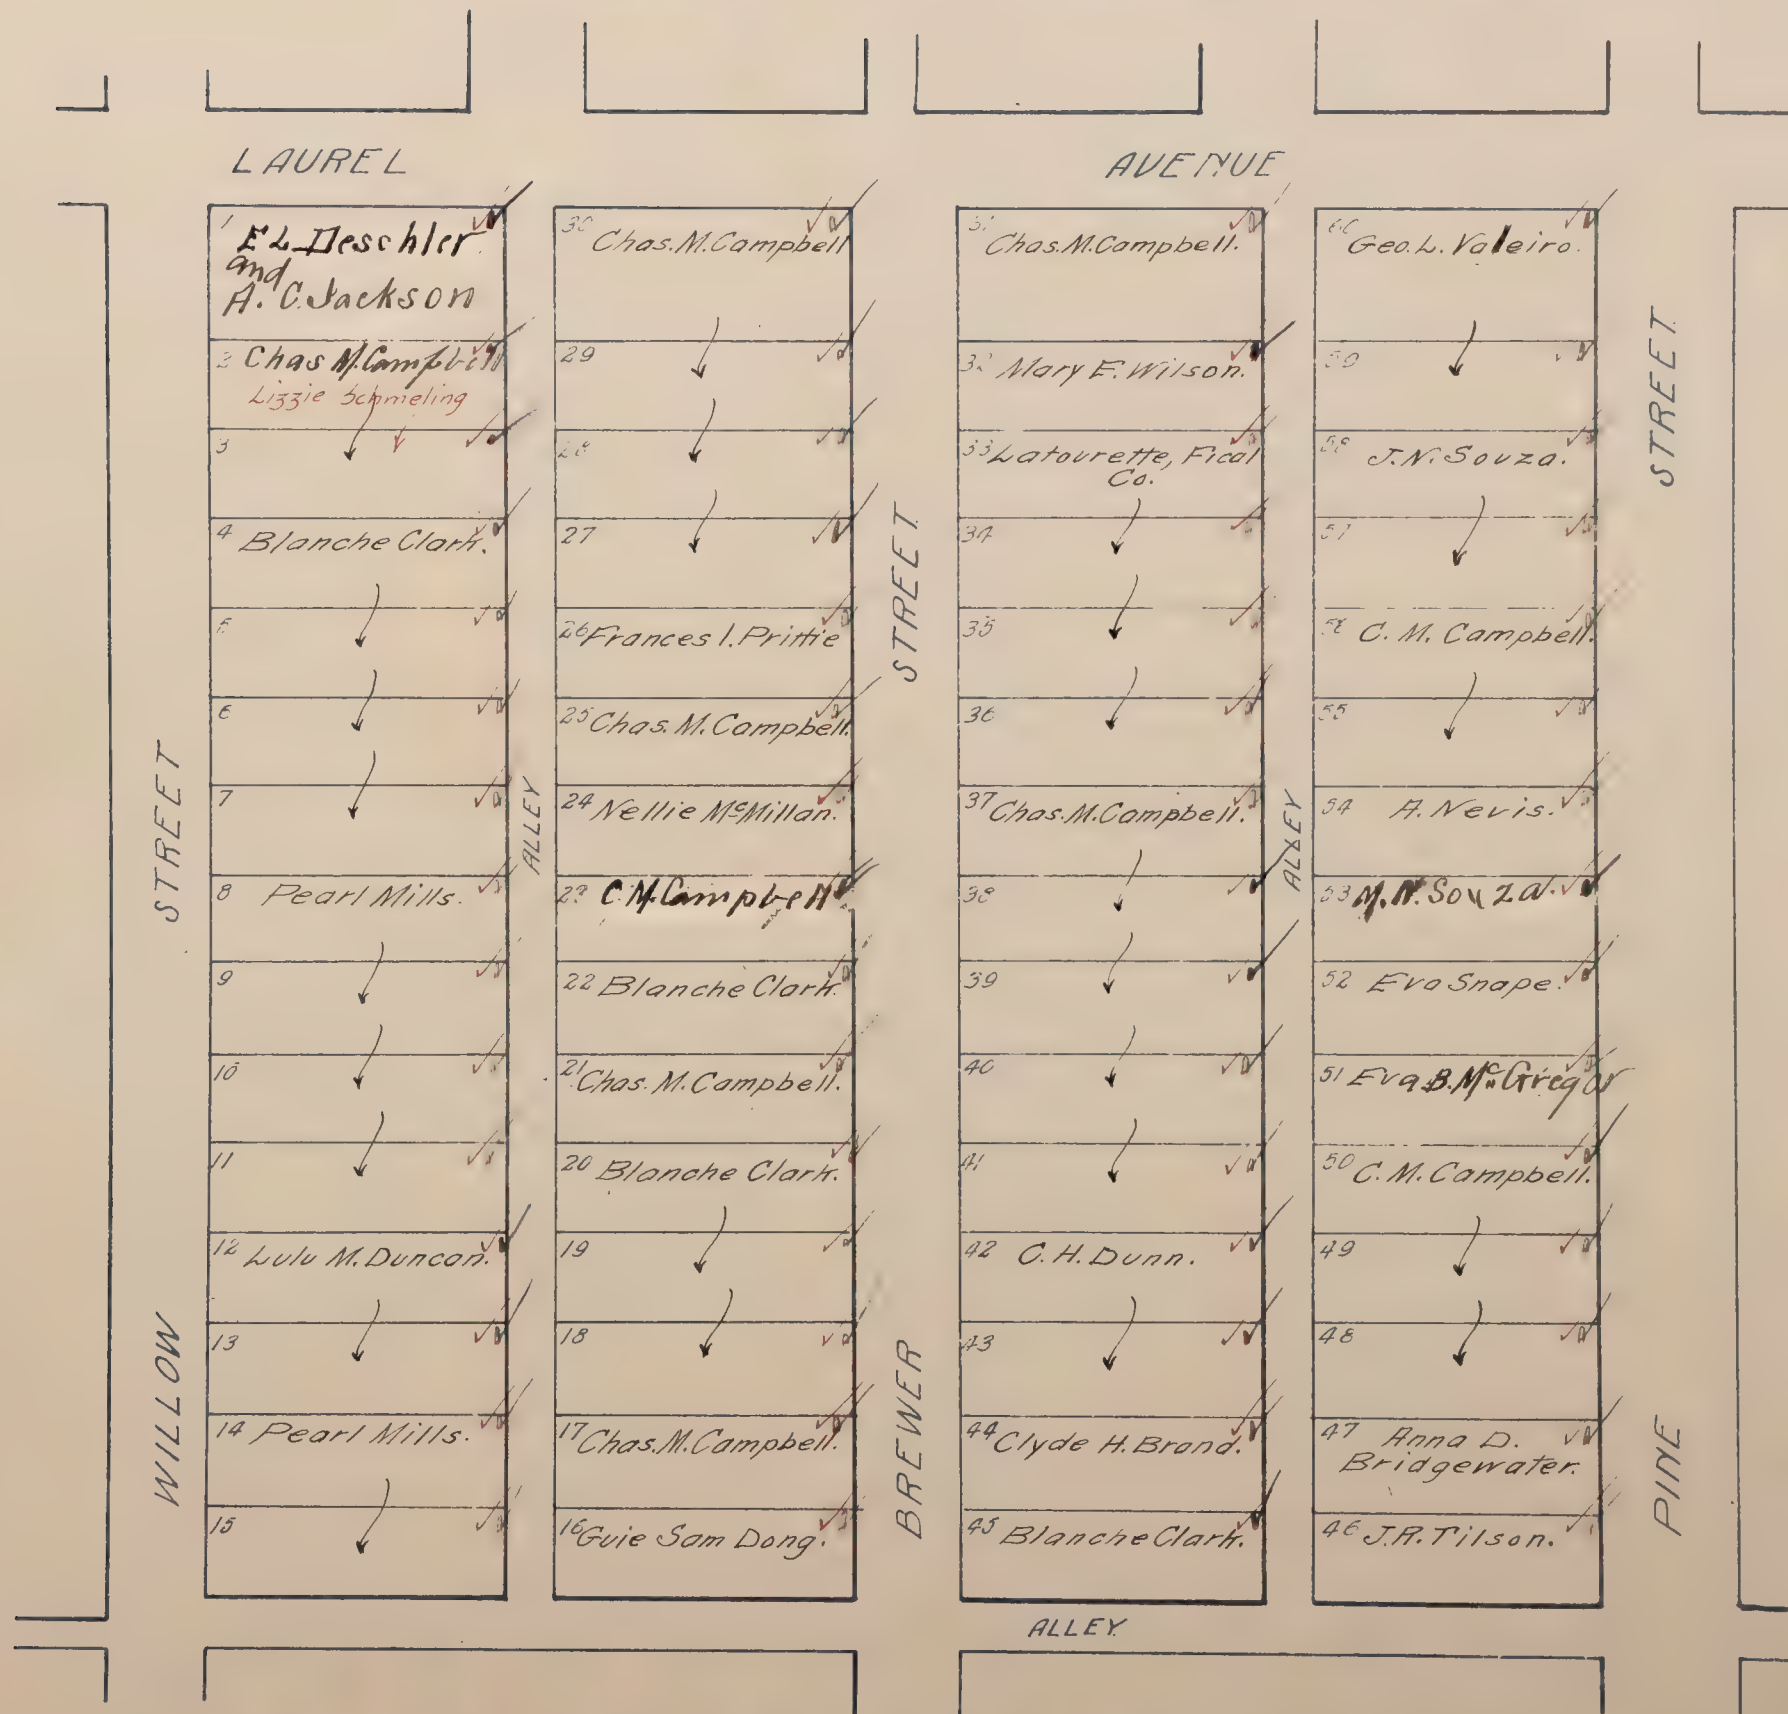 LAUREL AVENUE
1
E L Deschler
and
A. C. Jackson
2 Chas M. Campbell
Lizzie Schmeling
3
4 Blanche Clark.
5
6
7
8 Pearl Mills.
9
10
11
12 Lulu M. Duncan.
13
14 Pearl Mills.
15
30
Chas. M. Campbell
29
28
27
26 Frances I. Prittie
25 Chas. M. Campbell.
24 Nellie McMillan.
23 C. M. Campbell
22 Blanche Clark.
21 Chas. M. Campbell.
20 Blanche Clark.
19
18
17 Chas. M. Campbell.
16 Guie Sam Dong.
31
Chas. M. Campbell.
32 Mary E. Wilson.
33 Latourette, Fical
Co.
34
35
36
37 Chas. M. Campbell.
38
39
40
41
42 C. H. Dunn.
43
44 Clyde H. Brand.
45 Blanche Clark.
60
Geo. L. Valeiro.
59
58 J. N. Souza.
57
56 C. M. Campbell.
55
54 A. Nevis.
53 M. N. Souza.
52 Eva Snape.
51 Eva B. McGregor
50 C. M. Campbell.
49
48
47 Anna D.
Bridgewater.
46 J. R. Tilson.
WILLOW STREET
ALLEY
BREWER STREET
ALLEY
PINE STREET
ALLEY